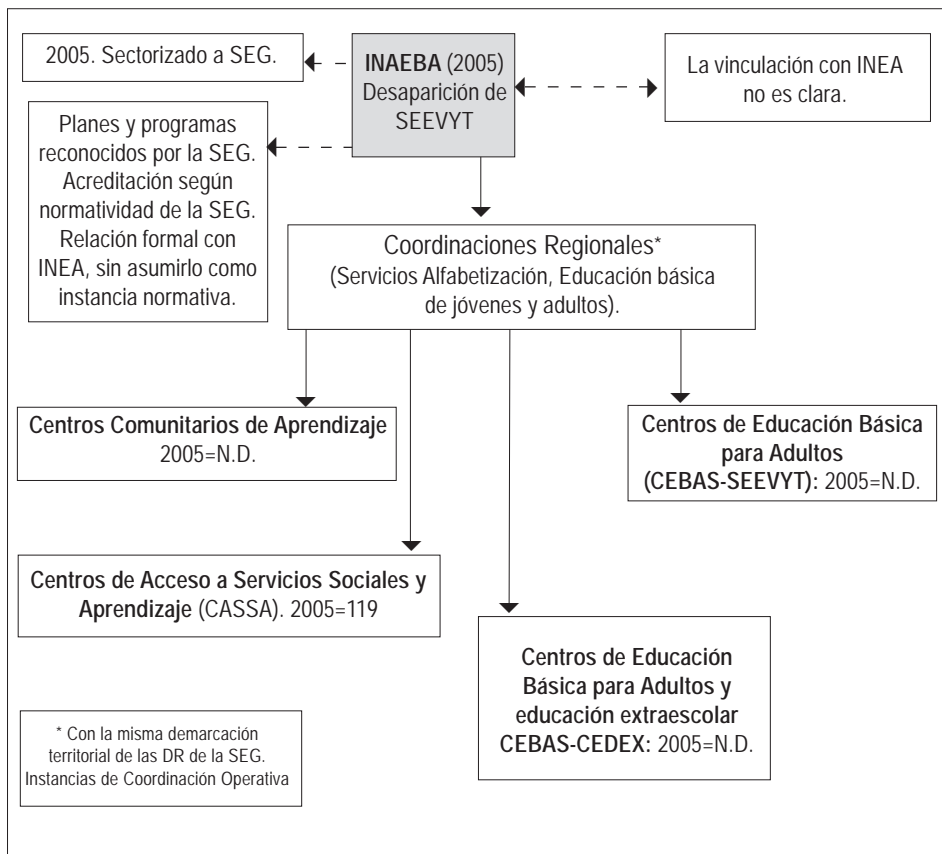 2005. Sectorizado a SEG.
INAEBA (2005)
Desaparición de
SEEVYT
La vinculación con INEA
no es clara.
Planes y programas
reconocidos por la SEG.
Acreditación según
normatividad de la SEG.
Relación formal con
INEA, sin asumirlo como
instancia normativa.
Coordinaciones Regionales*
(Servicios Alfabetización, Educación básica
de jóvenes y adultos).
Centros Comunitarios de Aprendizaje
2005=N.D.
Centros de Educación Básica
para Adultos
(CEBAS-SEEVYT): 2005=N.D.
Centros de Acceso a Servicios Sociales y
Aprendizaje (CASSA). 2005=119
Centros de Educación
Básica para Adultos y
educación extraescolar
CEBAS-CEDEX: 2005=N.D.
* Con la misma demarcación
territorial de las DR de la SEG.
Instancias de Coordinación Operativa